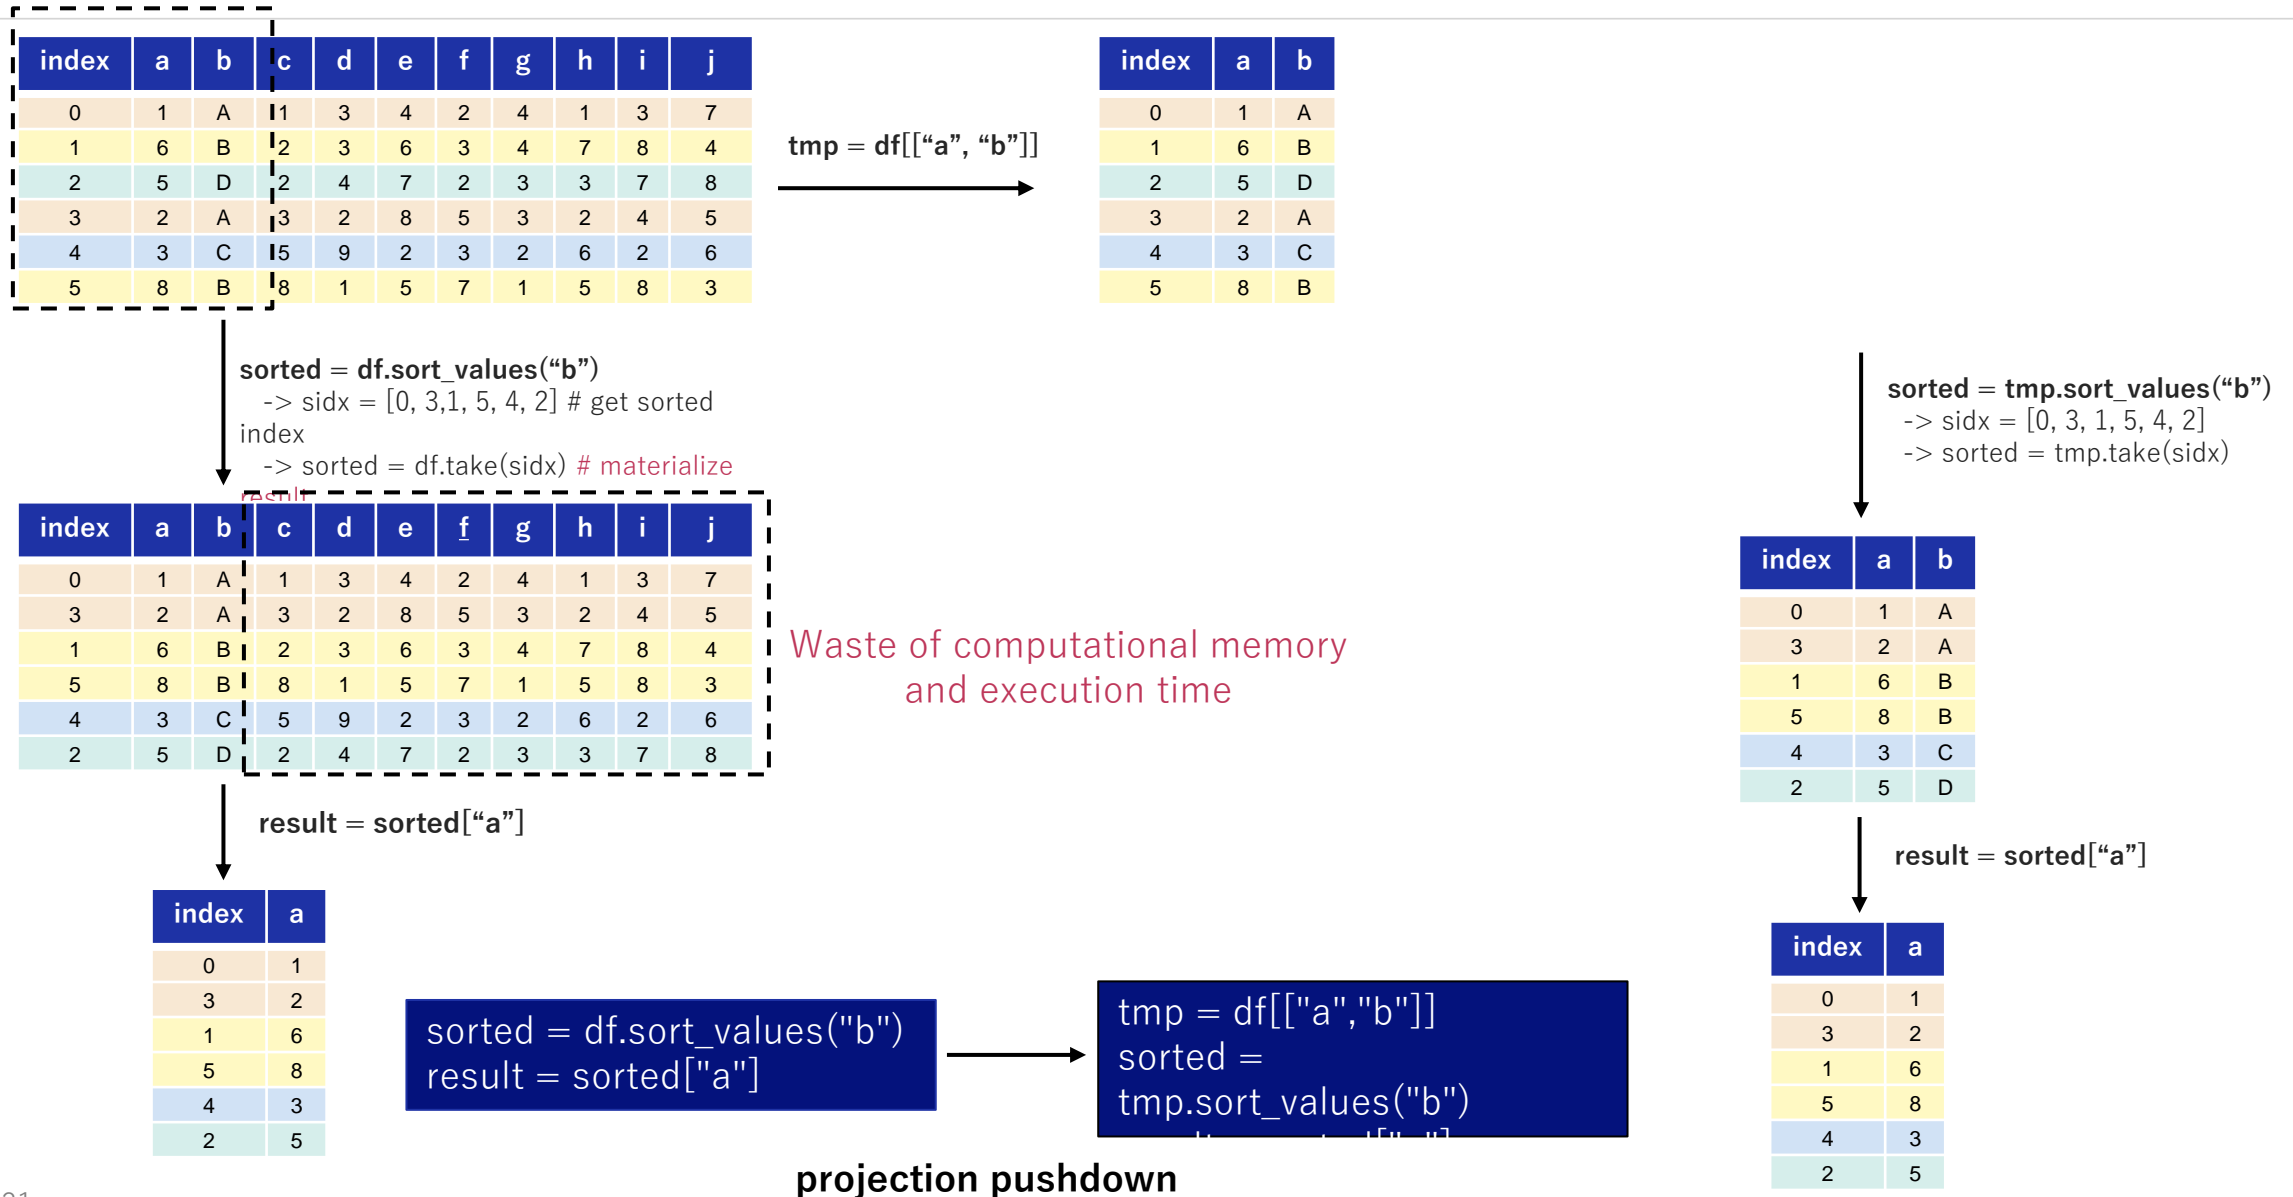 index a b c d e f g h i j
0 1 A 1 3 4 2 4 1 3 7
1 6 B 2 3 6 3 4 7 8 4
2 5 D 2 4 7 2 3 3 7 8
3 2 A 3 2 8 5 3 2 4 5
4 3 C 5 9 2 3 2 6 2 6
5 8 B 8 1 5 7 1 5 8 3
tmp = df[[“a”, “b”]]
index a b
0 1 A
1 6 B
2 5 D
3 2 A
4 3 C
5 8 B
sorted = df.sort_values(“b”)
-> sidx = [0, 3,1, 5, 4, 2] # get sorted
index
-> sorted = df.take(sidx) # materialize
result
index a b c d e f g h i j
0 1 A 1 3 4 2 4 1 3 7
3 2 A 3 2 8 5 3 2 4 5
1 6 B 2 3 6 3 4 7 8 4
5 8 B 8 1 5 7 1 5 8 3
4 3 C 5 9 2 3 2 6 2 6
2 5 D 2 4 7 2 3 3 7 8
Waste of computational memory
and execution time
result = sorted[“a”]
index a
0 1
3 2
1 6
5 8
4 3
2 5
sorted = df.sort_values("b")
result = sorted["a"]
tmp = df[["a","b"]]
sorted =
tmp.sort_values("b")
projection pushdown
sorted = tmp.sort_values(“b”)
-> sidx = [0, 3, 1, 5, 4, 2]
-> sorted = tmp.take(sidx)
index a b
0 1 A
3 2 A
1 6 B
5 8 B
4 3 C
2 5 D
result = sorted[“a”]
index a
0 1
3 2
1 6
5 8
4 3
2 5